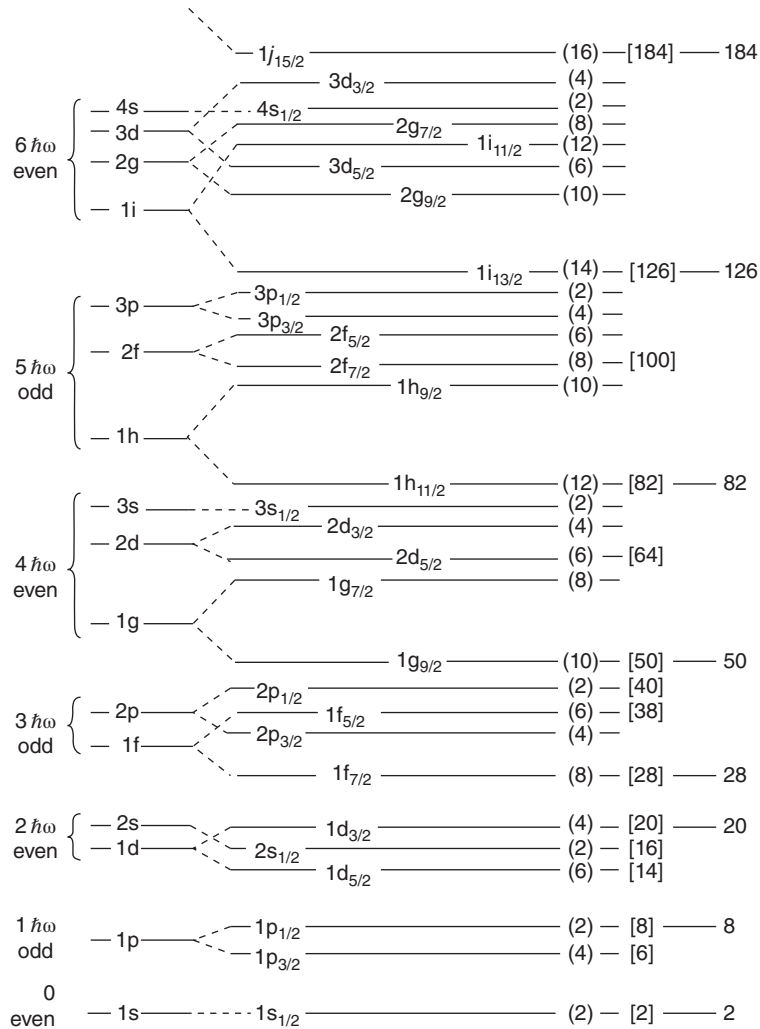 1j15/2 (16) [184] 184
3d3/2 (4)
4s 4s1/2 (2)
3d 2g7/2 (8)
6 ħω 1i11/2 (12)
even 2g 3d5/2 (6)
2g9/2 (10)
1i
1i13/2 (14) [126] 126
3p 3p1/2 (2)
3p3/2 (4)
2f5/2 (6)
2f 2f7/2 (8) [100]
5 ħω 1h9/2 (10)
odd
1h
1h11/2 (12) [82] 82
3s 3s1/2 (2)
2d3/2 (4)
2d 2d5/2 (6) [64]
4 ħω 1g7/2 (8)
even
1g
1g9/2 (10) [50] 50
2p1/2 (2) [40]
3 ħω 2p 1f5/2 (6) [38]
odd 1f 2p3/2 (4)
1f7/2 (8) [28] 28
2 ħω 2s 1d3/2 (4) [20] 20
even 1d 2s1/2 (2) [16]
1d5/2 (6) [14]
1 ħω 1p1/2 (2) [8] 8
odd 1p 1p3/2 (4) [6]
0
even 1s 1s1/2 (2) [2] 2